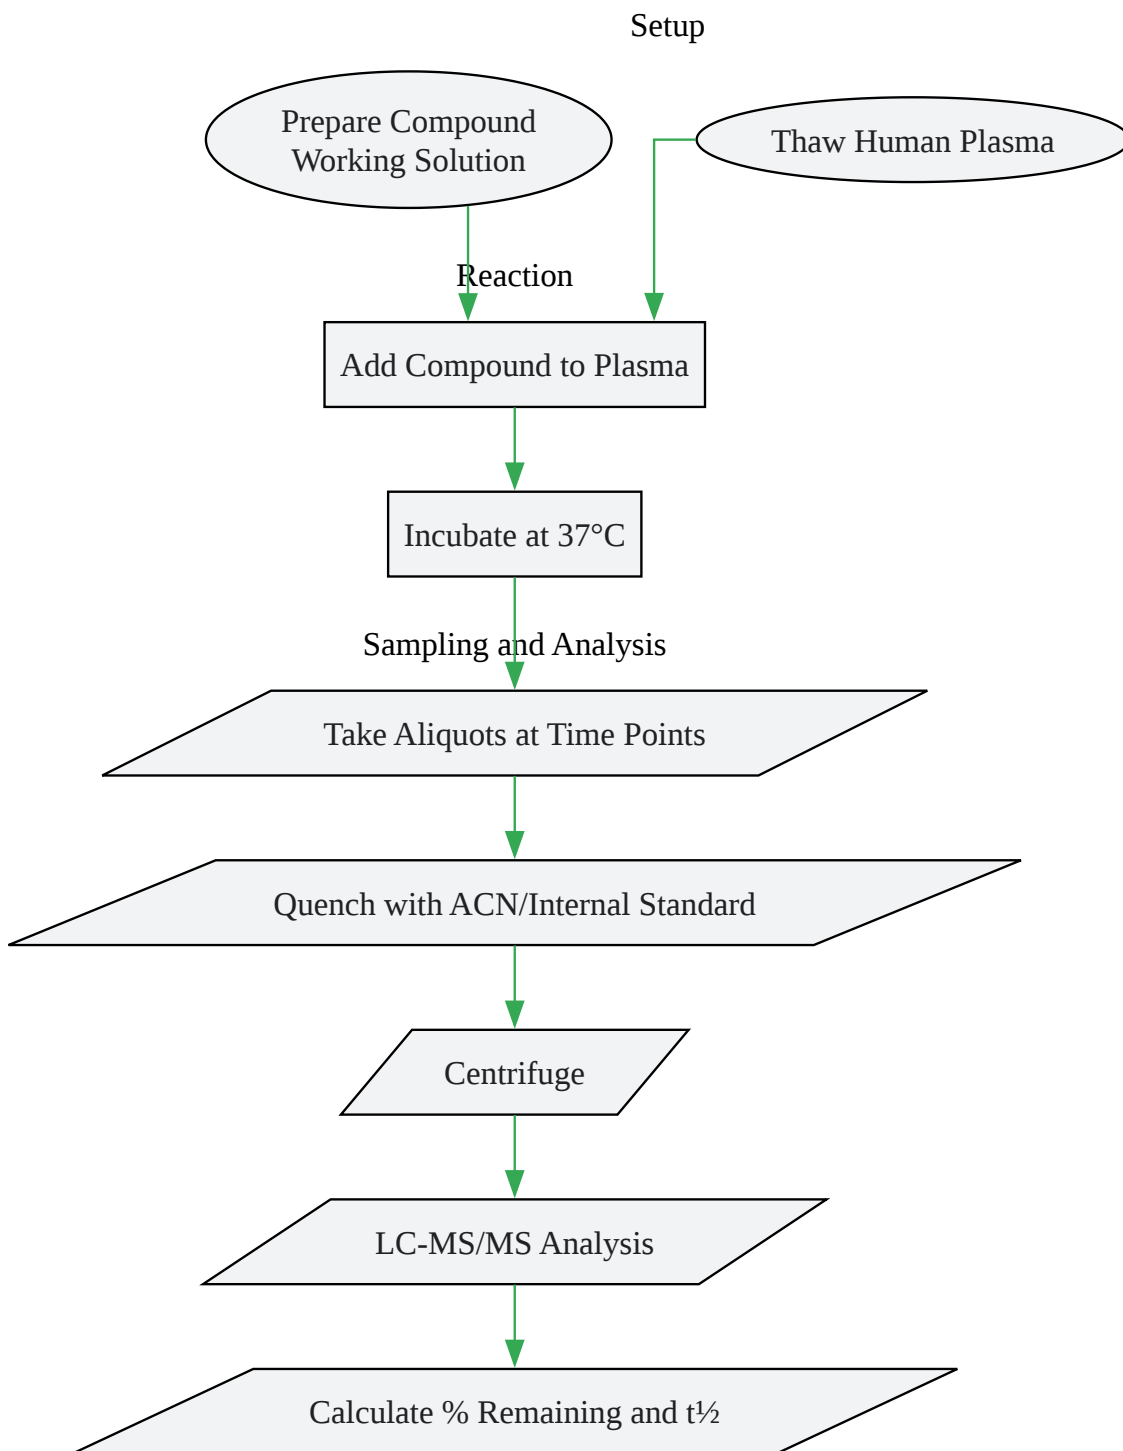 Setup
Prepare Compound
Working Solution
Thaw Human Plasma
Reaction
Add Compound to Plasma
Incubate at 37°C
Sampling and Analysis
Take Aliquots at Time Points
Quench with ACN/Internal Standard
Centrifuge
LC-MS/MS Analysis
Calculate % Remaining and t½